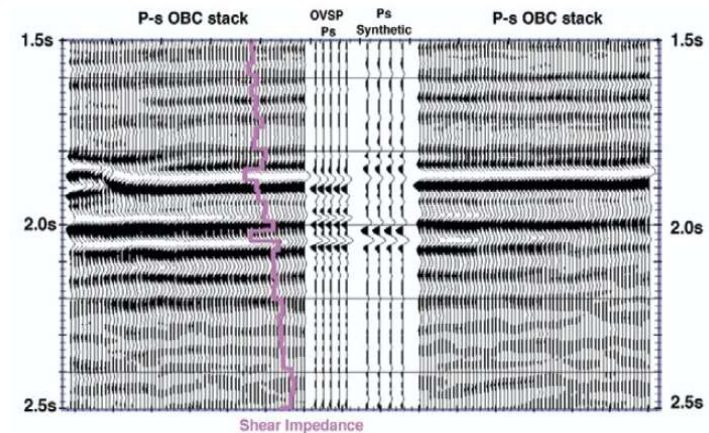 P-s OBC stack
OVSP
Ps
Ps
Synthetic
P-s OBC stack
1.5s
1.5s
2.0s
2.0s
2.5s
2.5s
Shear Impedance